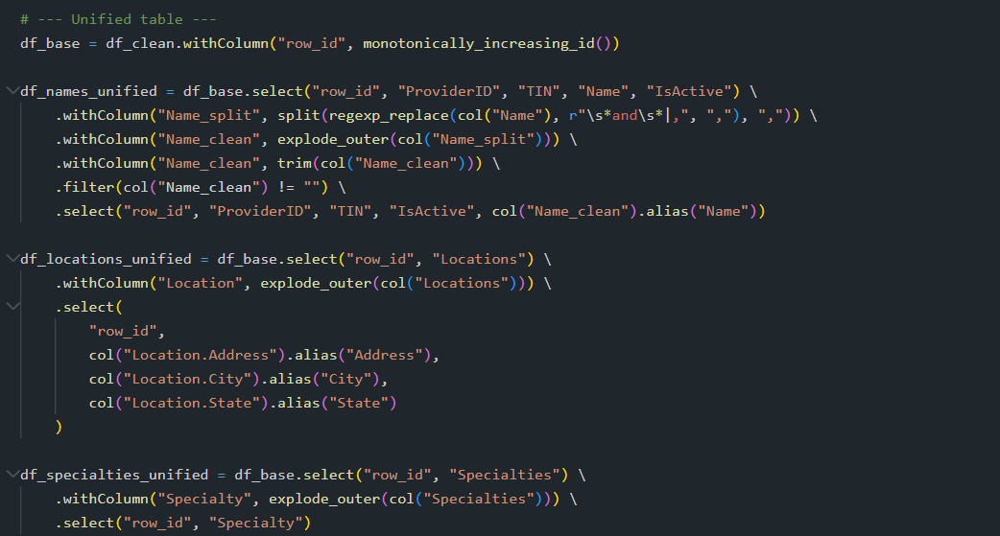 # --- Unified table ---
df_base = df_clean.withColumn("row_id", monotonically_increasing_id())

df_names_unified = df_base.select("row_id", "ProviderID", "TIN", "Name", "IsActive") \
    .withColumn("Name_split", split(regexp_replace(col("Name"), r"\s*and\s*|,", ","), ",")) \
    .withColumn("Name_clean", explode_outer(col("Name_split"))) \
    .withColumn("Name_clean", trim(col("Name_clean"))) \
    .filter(col("Name_clean") != "") \
    .select("row_id", "ProviderID", "TIN", "IsActive", col("Name_clean").alias("Name"))

df_locations_unified = df_base.select("row_id", "Locations") \
    .withColumn("Location", explode_outer(col("Locations"))) \
    .select(
        "row_id",
        col("Location.Address").alias("Address"),
        col("Location.City").alias("City"),
        col("Location.State").alias("State")
    )

df_specialties_unified = df_base.select("row_id", "Specialties") \
    .withColumn("Specialty", explode_outer(col("Specialties"))) \
    .select("row_id", "Specialty")